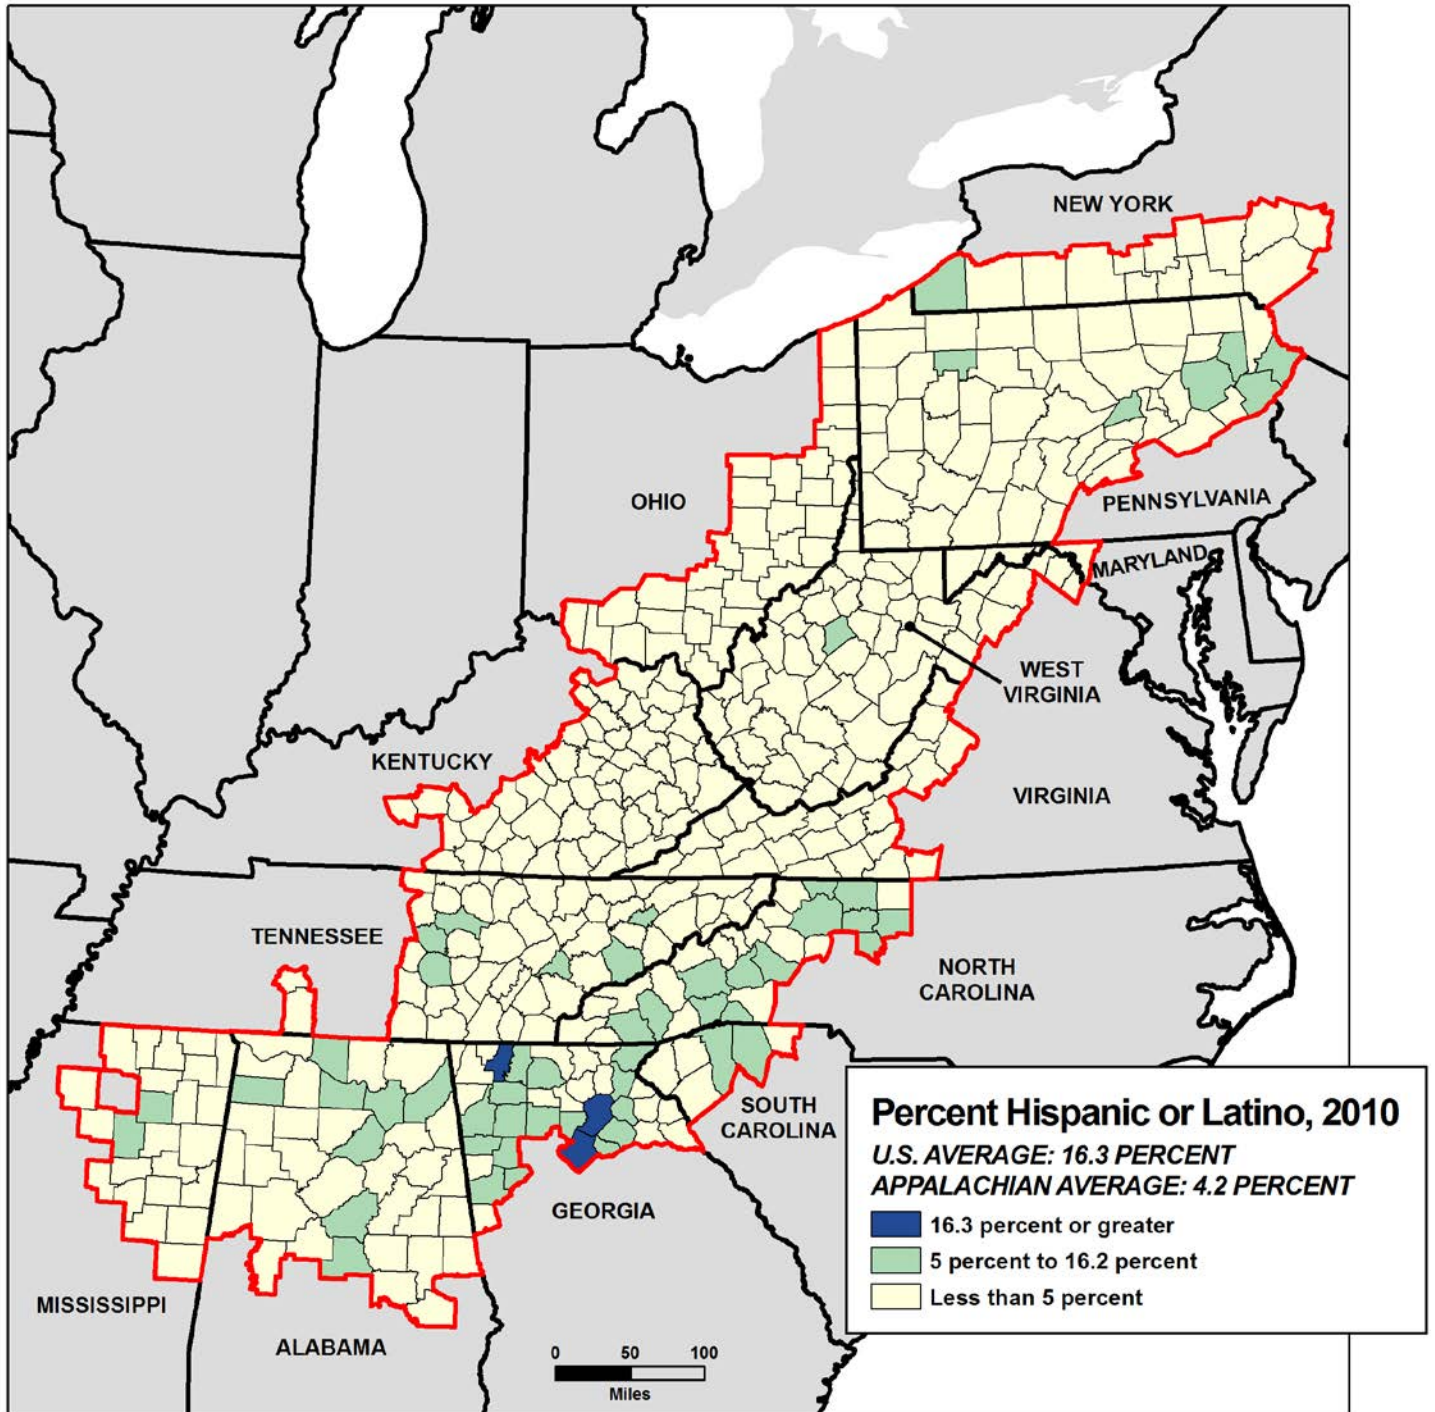 NEW YORK
OHIO
PENNSYLVANIA
MARYLAND
WEST
VIRGINIA
KENTUCKY
VIRGINIA
TENNESSEE
NORTH
CAROLINA
SOUTH
CAROLINA
GEORGIA
MISSISSIPPI
ALABAMA
Percent Hispanic or Latino, 2010
U.S. AVERAGE: 16.3 PERCENT
APPALACHIAN AVERAGE: 4.2 PERCENT
16.3 percent or greater
5 percent to 16.2 percent
Less than 5 percent
0 50 100
Miles